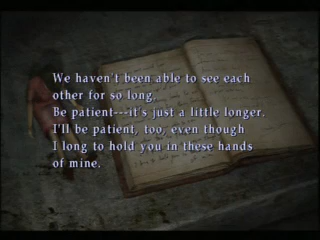 We haven't been able to see each
other for so long.
Be patient---it's just a little longer.
I'll be patient, too, even though
I long to hold you in these hands
of mine.